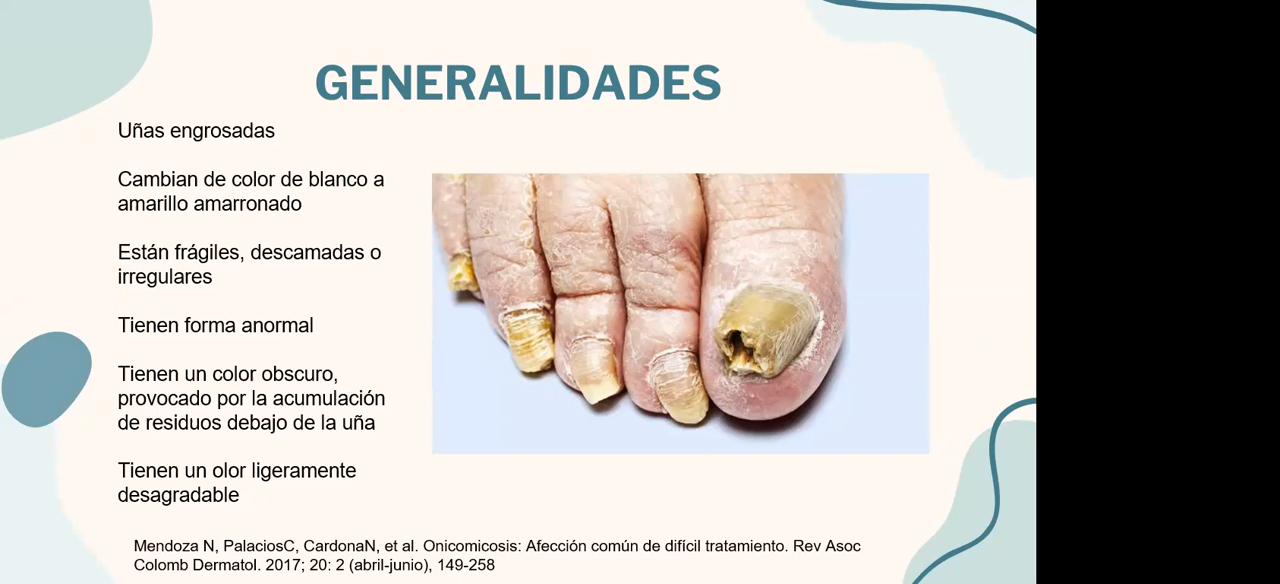 GENERALIDADES
Uñas engrosadas
Cambian de color de blanco a
amarillo amarronado
Están frágiles, descamadas o
irregulares
Tienen forma anormal
Tienen un color obscuro,
provocado por la acumulación
de residuos debajo de la uña
Tienen un olor ligeramente
desagradable
Mendoza N, PalaciosC, CardonaN, et al. Onicomicosis: Afección común de difícil tratamiento. Rev Asoc
Colomb Dermatol. 2017; 20: 2 (abril-junio), 149-258